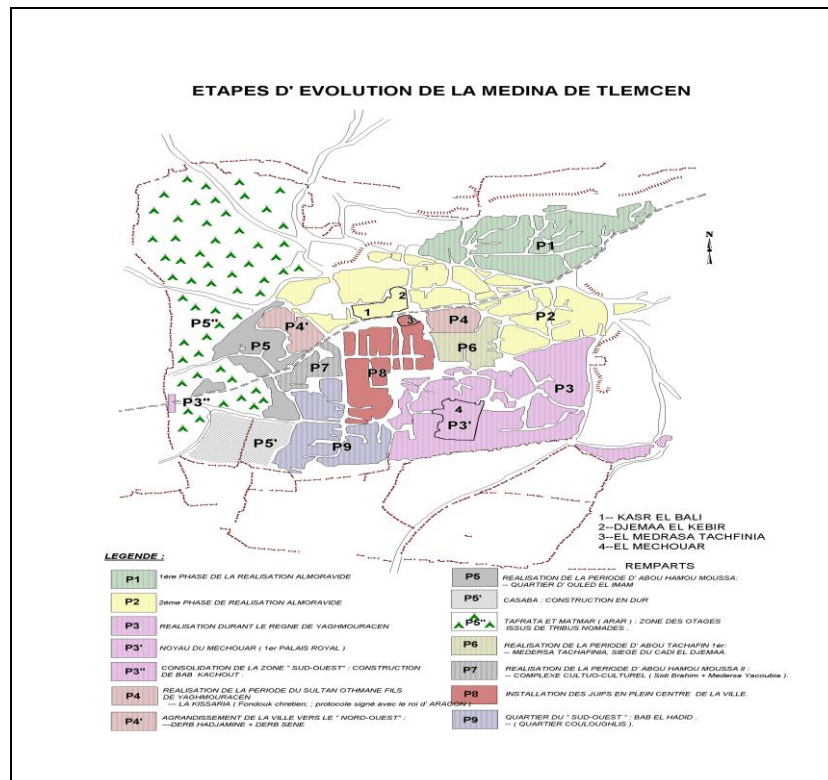 ETAPES D' EVOLUTION DE LA MEDINA DE TLEMCEN
N
P1
2
1
3
P4
P2
P5''
P4'
P5
P6
P7
P8
P3
P3''
4
P3'
P5'
P9
1-- KASR EL BALI
2--DJEMAA EL KEBIR
3--EL MEDRASA TACHFINIA
4--EL MECHOUAR
REMPARTS
LEGENDE :
P1 1ére PHASE DE LA REALISATION ALMORAVIDE
P2 2éme PHASE DE REALISATION ALMORAVIDE
P3 REALISATION DURANT LE REGNE DE YAGHMOURACEN
P3' NOYAU DU MECHOUAR ( 1er PALAIS ROYAL )
P3'' CONSOLIDATION DE LA ZONE " SUD-OUEST" : CONSTRUCTION
DE BAB KACHOUT .
P4 REALISATION DE LA PERIODE DU SULTAN OTHMANE FILS
DE YAGHMOURACEN
--- LA KISSARIA ( Fondouk chretien; ; protocole signé avec le roi d' ARAGON )
P4' AGRANDISSEMENT DE LA VILLE VERS LE " NORD-OUEST" :
---DERB HADJAMINE + DERB SENE
P5 REALISATION DE LA PERIODE D' ABOU HAMOU MOUSSA:
-- QUARTIER D' OULED EL IMAM
P5' CASABA : CONSTRUCTION EN DUR
P5'' TAFRATA ET MATMAR ( ARAR ) : ZONE DES OTAGES
ISSUS DE TRIBUS NOMADES .
P6 REALISATION DE LA PERIODE D' ABOU TACHAFIN 1ér:
-- MEDERSA TACHAFINIA, SIEGE DU CADI EL DJEMAA.
P7 REALISATION DE LA PERIODE D' ABOU HAMOU MOUSSA II :
-- COMPLEXE CULTUO-CULTUREL ( Sidi Brahim + Medersa Yacoubia ).
P8 INSTALLATION DES JUIFS EN PLEIN CENTRE DE LA VILLE.
P9 QUARTIER DU " SUD-OUEST" : BAB EL HADID .
-- ( QUARTIER COULOUGHLIS ).